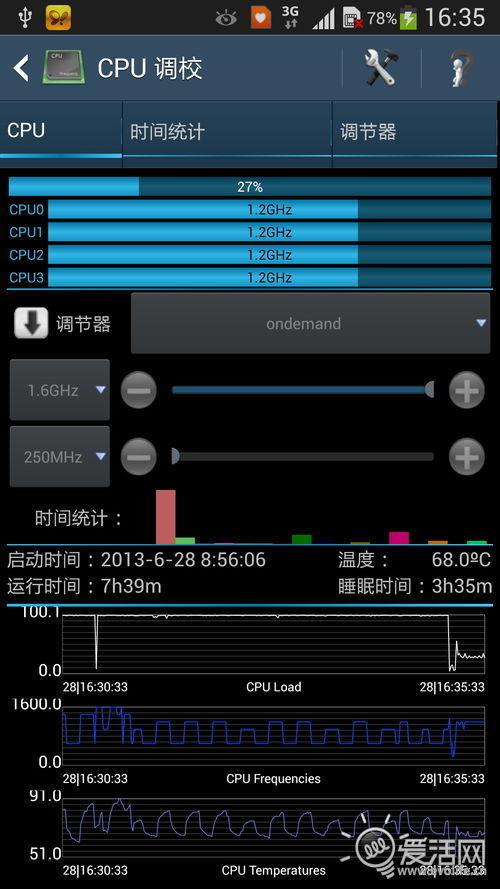 3G 78% 16:35
CPU 调校
CPU 时间统计 调节器
27%
CPU0 1.2GHz
CPU1 1.2GHz
CPU2 1.2GHz
CPU3 1.2GHz
调节器 ondemand
1.6GHz
250MHz
时间统计：
启动时间：2013-6-28 8:56:06 温度： 68.0ºC
运行时间：7h39m 睡眠时间：3h35m
100.1
0.0
28|16:30:33 CPU Load 28|16:35:33
1600.0
0.0
28|16:30:33 CPU Frequencies 28|16:35:33
91.0
51.0
28|16:30:33 CPU Temperatures
爱活网